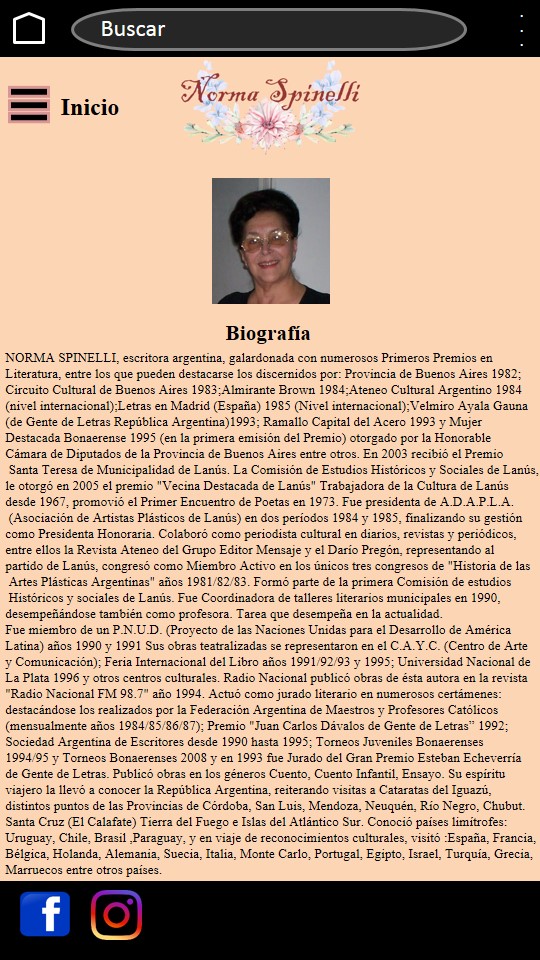 Buscar
Inicio
Norma Spinelli
Biografía
NORMA SPINELLI, escritora argentina, galardonada con numerosos Primeros Premios en
Literatura, entre los que pueden destacarse los discernidos por: Provincia de Buenos Aires 1982;
Circuito Cultural de Buenos Aires 1983;Almirante Brown 1984;Ateneo Cultural Argentino 1984
(nivel internacional);Letras en Madrid (España) 1985 (Nivel internacional);Velmiro Ayala Gauna
(de Gente de Letras República Argentina)1993; Ramallo Capital del Acero 1993 y Mujer
Destacada Bonaerense 1995 (en la primera emisión del Premio) otorgado por la Honorable
Cámara de Diputados de la Provincia de Buenos Aires entre otros. En 2003 recibió el Premio
Santa Teresa de Municipalidad de Lanús. La Comisión de Estudios Históricos y Sociales de Lanús,
le otorgó en 2005 el premio "Vecina Destacada de Lanús" Trabajadora de la Cultura de Lanús
desde 1967, promovió el Primer Encuentro de Poetas en 1973. Fue presidenta de A.D.A.P.L.A.
(Asociación de Artistas Plásticos de Lanús) en dos períodos 1984 y 1985, finalizando su gestión
como Presidenta Honoraria. Colaboró como periodista cultural en diarios, revistas y periódicos,
entre ellos la Revista Ateneo del Grupo Editor Mensaje y el Darío Pregón, representando al
partido de Lanús, congresó como Miembro Activo en los únicos tres congresos de "Historia de las
Artes Plásticas Argentinas" años 1981/82/83. Formó parte de la primera Comisión de estudios
Históricos y sociales de Lanús. Fue Coordinadora de talleres literarios municipales en 1990,
desempeñándose también como profesora. Tarea que desempeña en la actualidad.
Fue miembro de un P.N.U.D. (Proyecto de las Naciones Unidas para el Desarrollo de América
Latina) años 1990 y 1991 Sus obras teatralizadas se representaron en el C.A.Y.C. (Centro de Arte
y Comunicación); Feria Internacional del Libro años 1991/92/93 y 1995; Universidad Nacional de
La Plata 1996 y otros centros culturales. Radio Nacional publicó obras de ésta autora en la revista
"Radio Nacional FM 98.7" año 1994. Actuó como jurado literario en numerosos certámenes:
destacándose los realizados por la Federación Argentina de Maestros y Profesores Católicos
(mensualmente años 1984/85/86/87); Premio "Juan Carlos Dávalos de Gente de Letras” 1992;
Sociedad Argentina de Escritores desde 1990 hasta 1995; Torneos Juveniles Bonaerenses
1994/95 y Torneos Bonaerenses 2008 y en 1993 fue Jurado del Gran Premio Esteban Echeverría
de Gente de Letras. Publicó obras en los géneros Cuento, Cuento Infantil, Ensayo. Su espíritu
viajero la llevó a conocer la República Argentina, reiterando visitas a Cataratas del Iguazú,
distintos puntos de las Provincias de Córdoba, San Luis, Mendoza, Neuquén, Río Negro, Chubut.
Santa Cruz (El Calafate) Tierra del Fuego e Islas del Atlántico Sur. Conoció países limítrofes:
Uruguay, Chile, Brasil ,Paraguay, y en viaje de reconocimientos culturales, visitó :España, Francia,
Bélgica, Holanda, Alemania, Suecia, Italia, Monte Carlo, Portugal, Egipto, Israel, Turquía, Grecia,
Marruecos entre otros países.